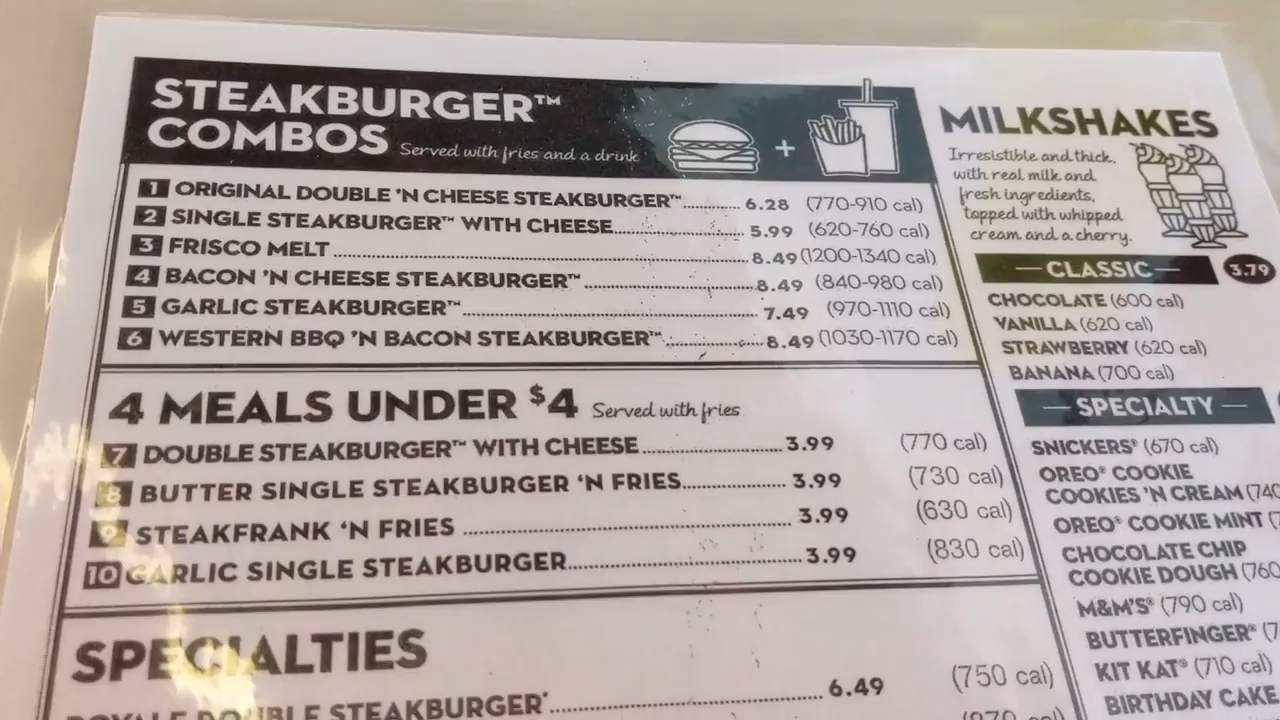 STEAKBURGER™
COMBOS Served with fries and a drink
1 ORIGINAL DOUBLE 'N CHEESE STEAKBURGER™ 6.28 (770-910 cal)
2 SINGLE STEAKBURGER™ WITH CHEESE 5.99 (620-760 cal)
3 FRISCO MELT 8.49 (1200-1340 cal)
4 BACON 'N CHEESE STEAKBURGER™ 8.49 (840-980 cal)
5 GARLIC STEAKBURGER™ 7.49 (970-1110 cal)
6 WESTERN BBQ 'N BACON STEAKBURGER™ 8.49 (1030-1170 cal)
4 MEALS UNDER $4 Served with fries
7 DOUBLE STEAKBURGER™ WITH CHEESE 3.99 (770 cal)
8 BUTTER SINGLE STEAKBURGER 'N FRIES 3.99 (730 cal)
9 STEAKFRANK 'N FRIES 3.99 (630 cal)
10 GARLIC SINGLE STEAKBURGER 3.99 (830 cal)
SPECIALTIES
ROYALE DOUBLE STEAKBURGER 6.49 (750 cal)
MILKSHAKES
Irresistible and thick,
with real milk and
fresh ingredients,
topped with whipped
cream and a cherry.
CLASSIC 3.79
CHOCOLATE (600 cal)
VANILLA (620 cal)
STRAWBERRY (620 cal)
BANANA (700 cal)
SPECIALTY
SNICKERS® (670 cal)
OREO® COOKIE
COOKIES 'N CREAM (740
OREO® COOKIE MINT (7
CHOCOLATE CHIP
COOKIE DOUGH (760
M&M'S® (790 cal)
BUTTERFINGER® (7
KIT KAT® (710 cal)
BIRTHDAY CAKE